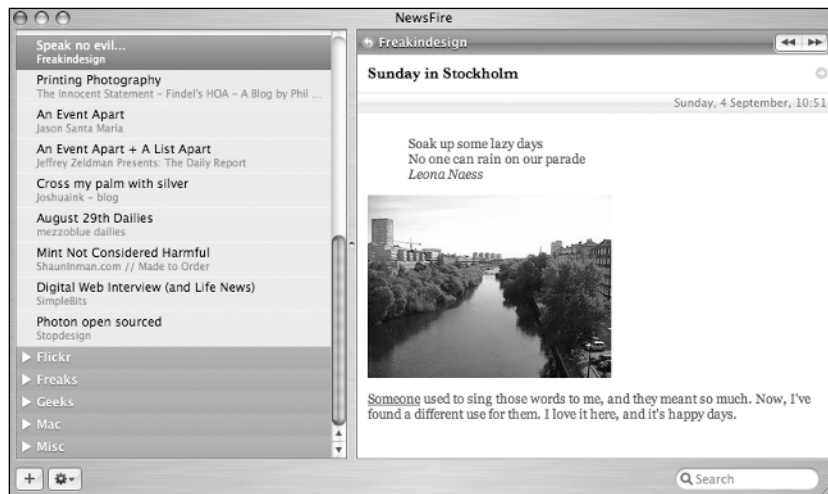 NewsFire
Speak no evil...
Freakindesign
Printing Photography
The Innocent Statement – Findel's HOA – A Blog by Phil ...
An Event Apart
Jason Santa Maria
An Event Apart + A List Apart
Jeffrey Zeldman Presents: The Daily Report
Cross my palm with silver
Joshuaink – blog
August 29th Dailies
mezzoblue dailies
Mint Not Considered Harmful
ShaunInman.com // Made to Order
Digital Web Interview (and Life News)
SimpleBits
Photon open sourced
Stopdesign
Flickr
Freaks
Geeks
Mac
Misc
Freakindesign
Sunday in Stockholm
Sunday, 4 September, 10:51
Soak up some lazy days
No one can rain on our parade
Leona Naess
Someone used to sing those words to me, and they meant so much. Now, I've
found a different use for them. I love it here, and it's happy days.
Search